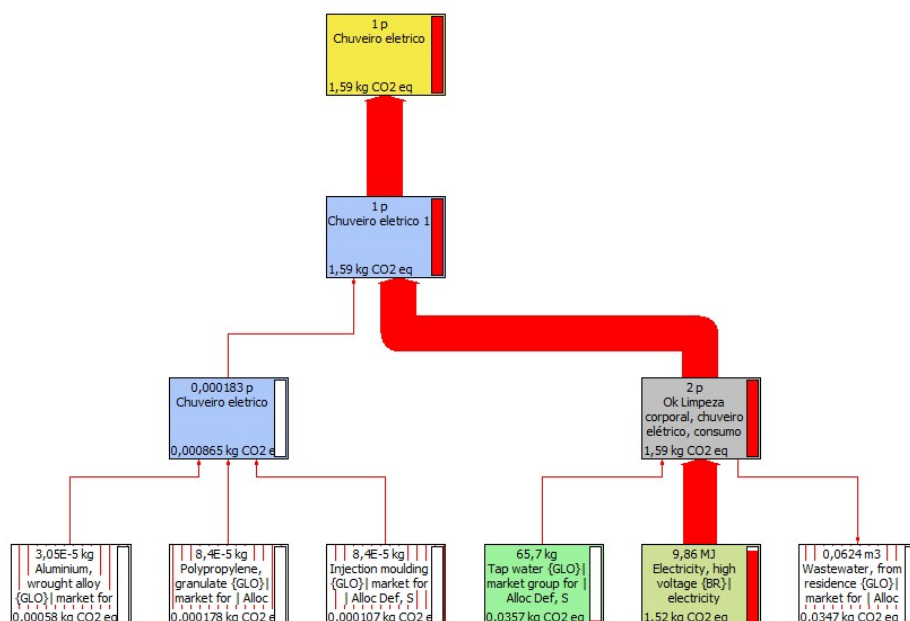 1 p
Chuveiro eletrico
1,59 kg CO2 eq
1 p
Chuveiro eletrico 1
1,59 kg CO2 eq
0,000183 p
Chuveiro eletrico
0,000865 kg CO2 e
2 p
Ok Limpeza
corporal, chuveiro
elétrico, consumo
1,59 kg CO2 eq
3,05E-5 kg
Aluminium,
wrought alloy
{GLO}| market for
0,00058 kg CO2 eq
8,4E-5 kg
Polypropylene,
granulate {GLO}|
market for | Alloc
0,000178 kg CO2 eq
8,4E-5 kg
Injection moulding
{GLO}| market for
| Alloc Def, S
0,000107 kg CO2 eq
65,7 kg
Tap water {GLO}|
market group for |
Alloc Def, S
0,0357 kg CO2 eq
9,86 MJ
Electricity, high
voltage {BR}|
electricity
1,52 kg CO2 eq
0,0624 m3
Wastewater, from
residence {GLO}|
market for | Alloc
0,0347 kg CO2 eq